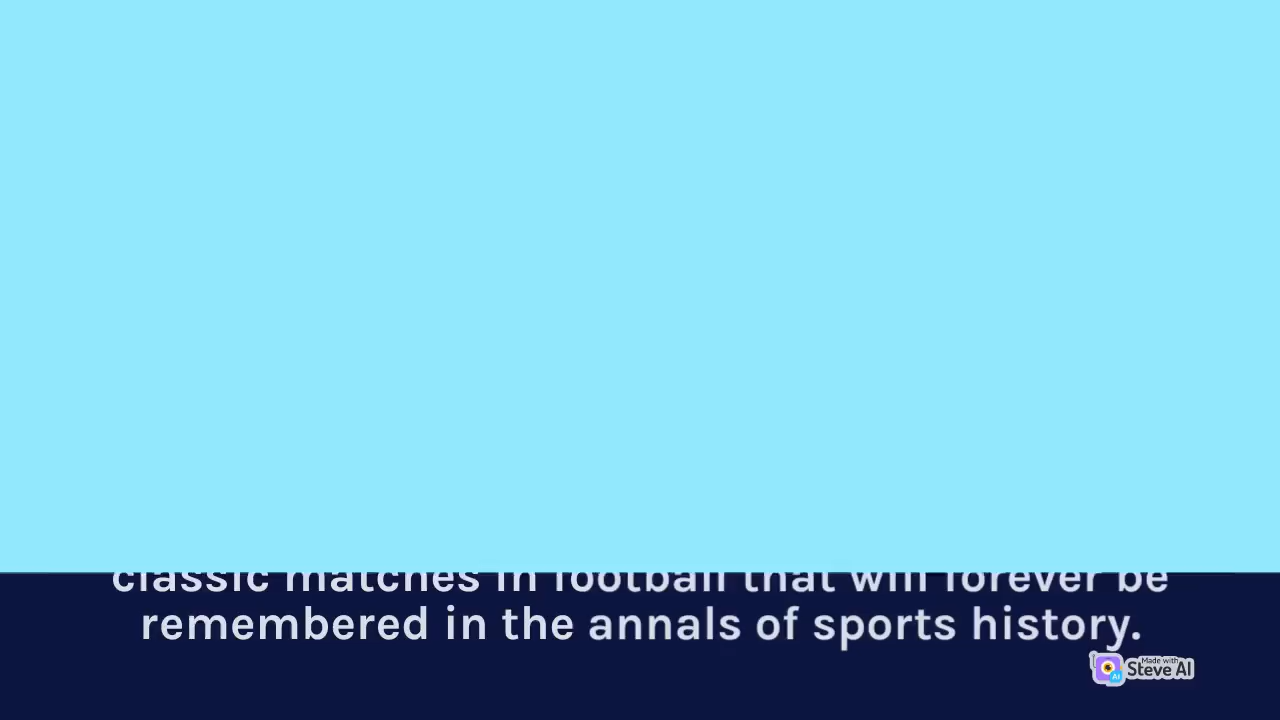 classic matches in football that will forever be
remembered in the annals of sports history.
Made with
Steve AI
AI